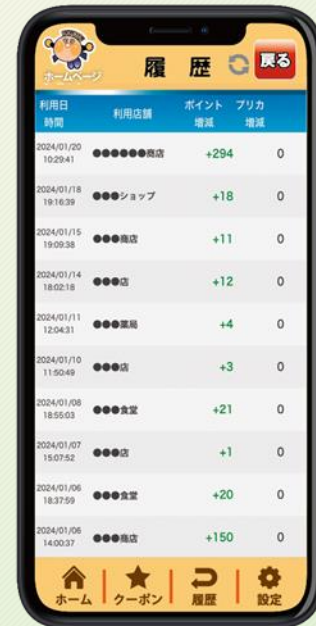 ホームページ
履 歴
戻る
利用日
時間
利用店舗
ポイント
増減
プリカ
増減
2024/01/20
10:29:41
●●●●●●商店
+294
0
2024/01/18
19:16:39
●●●ショップ
+18
0
2024/01/15
19:09:38
●●●商店
+11
0
2024/01/14
18:02:18
●●●店
+12
0
2024/01/11
12:04:31
●●●薬局
+4
0
2024/01/10
11:50:49
●●●店
+3
0
2024/01/08
18:55:03
●●●食堂
+21
0
2024/01/07
15:07:52
●●●店
+1
0
2024/01/06
18:37:59
●●●食堂
+20
0
2024/01/06
14:00:37
●●●商店
+150
0
ホーム
クーポン
履歴
設定